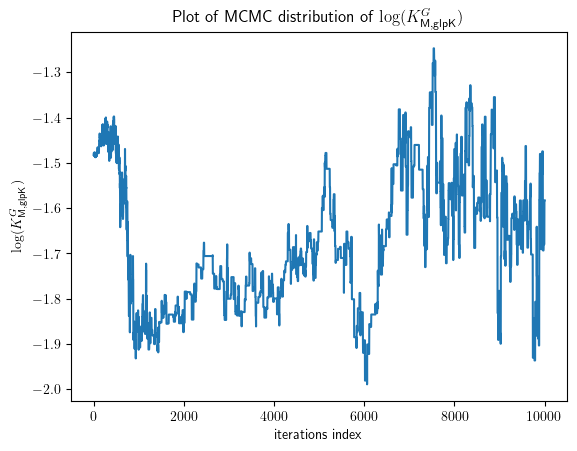 Plot of MCMC distribution of log(K^G_M,glpK)
log(K^G_M,glpK)
−1.3
−1.4
−1.5
−1.6
−1.7
−1.8
−1.9
−2.0
0 2000 4000 6000 8000 10000
iterations index